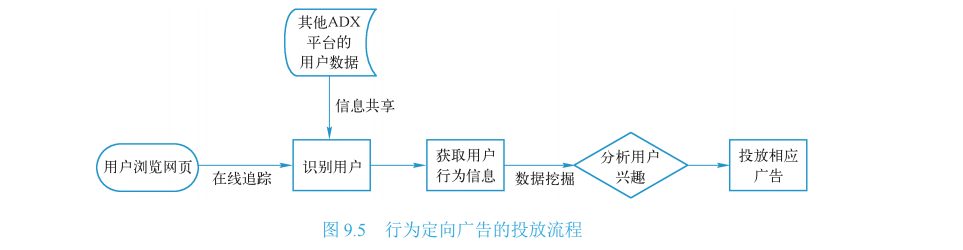 其他ADX
平台的
用户数据
信息共享
用户浏览网页
在线追踪
识别用户
获取用户
行为信息
数据挖掘
分析用户
兴趣
投放相应
广告
图 9.5 行为定向广告的投放流程